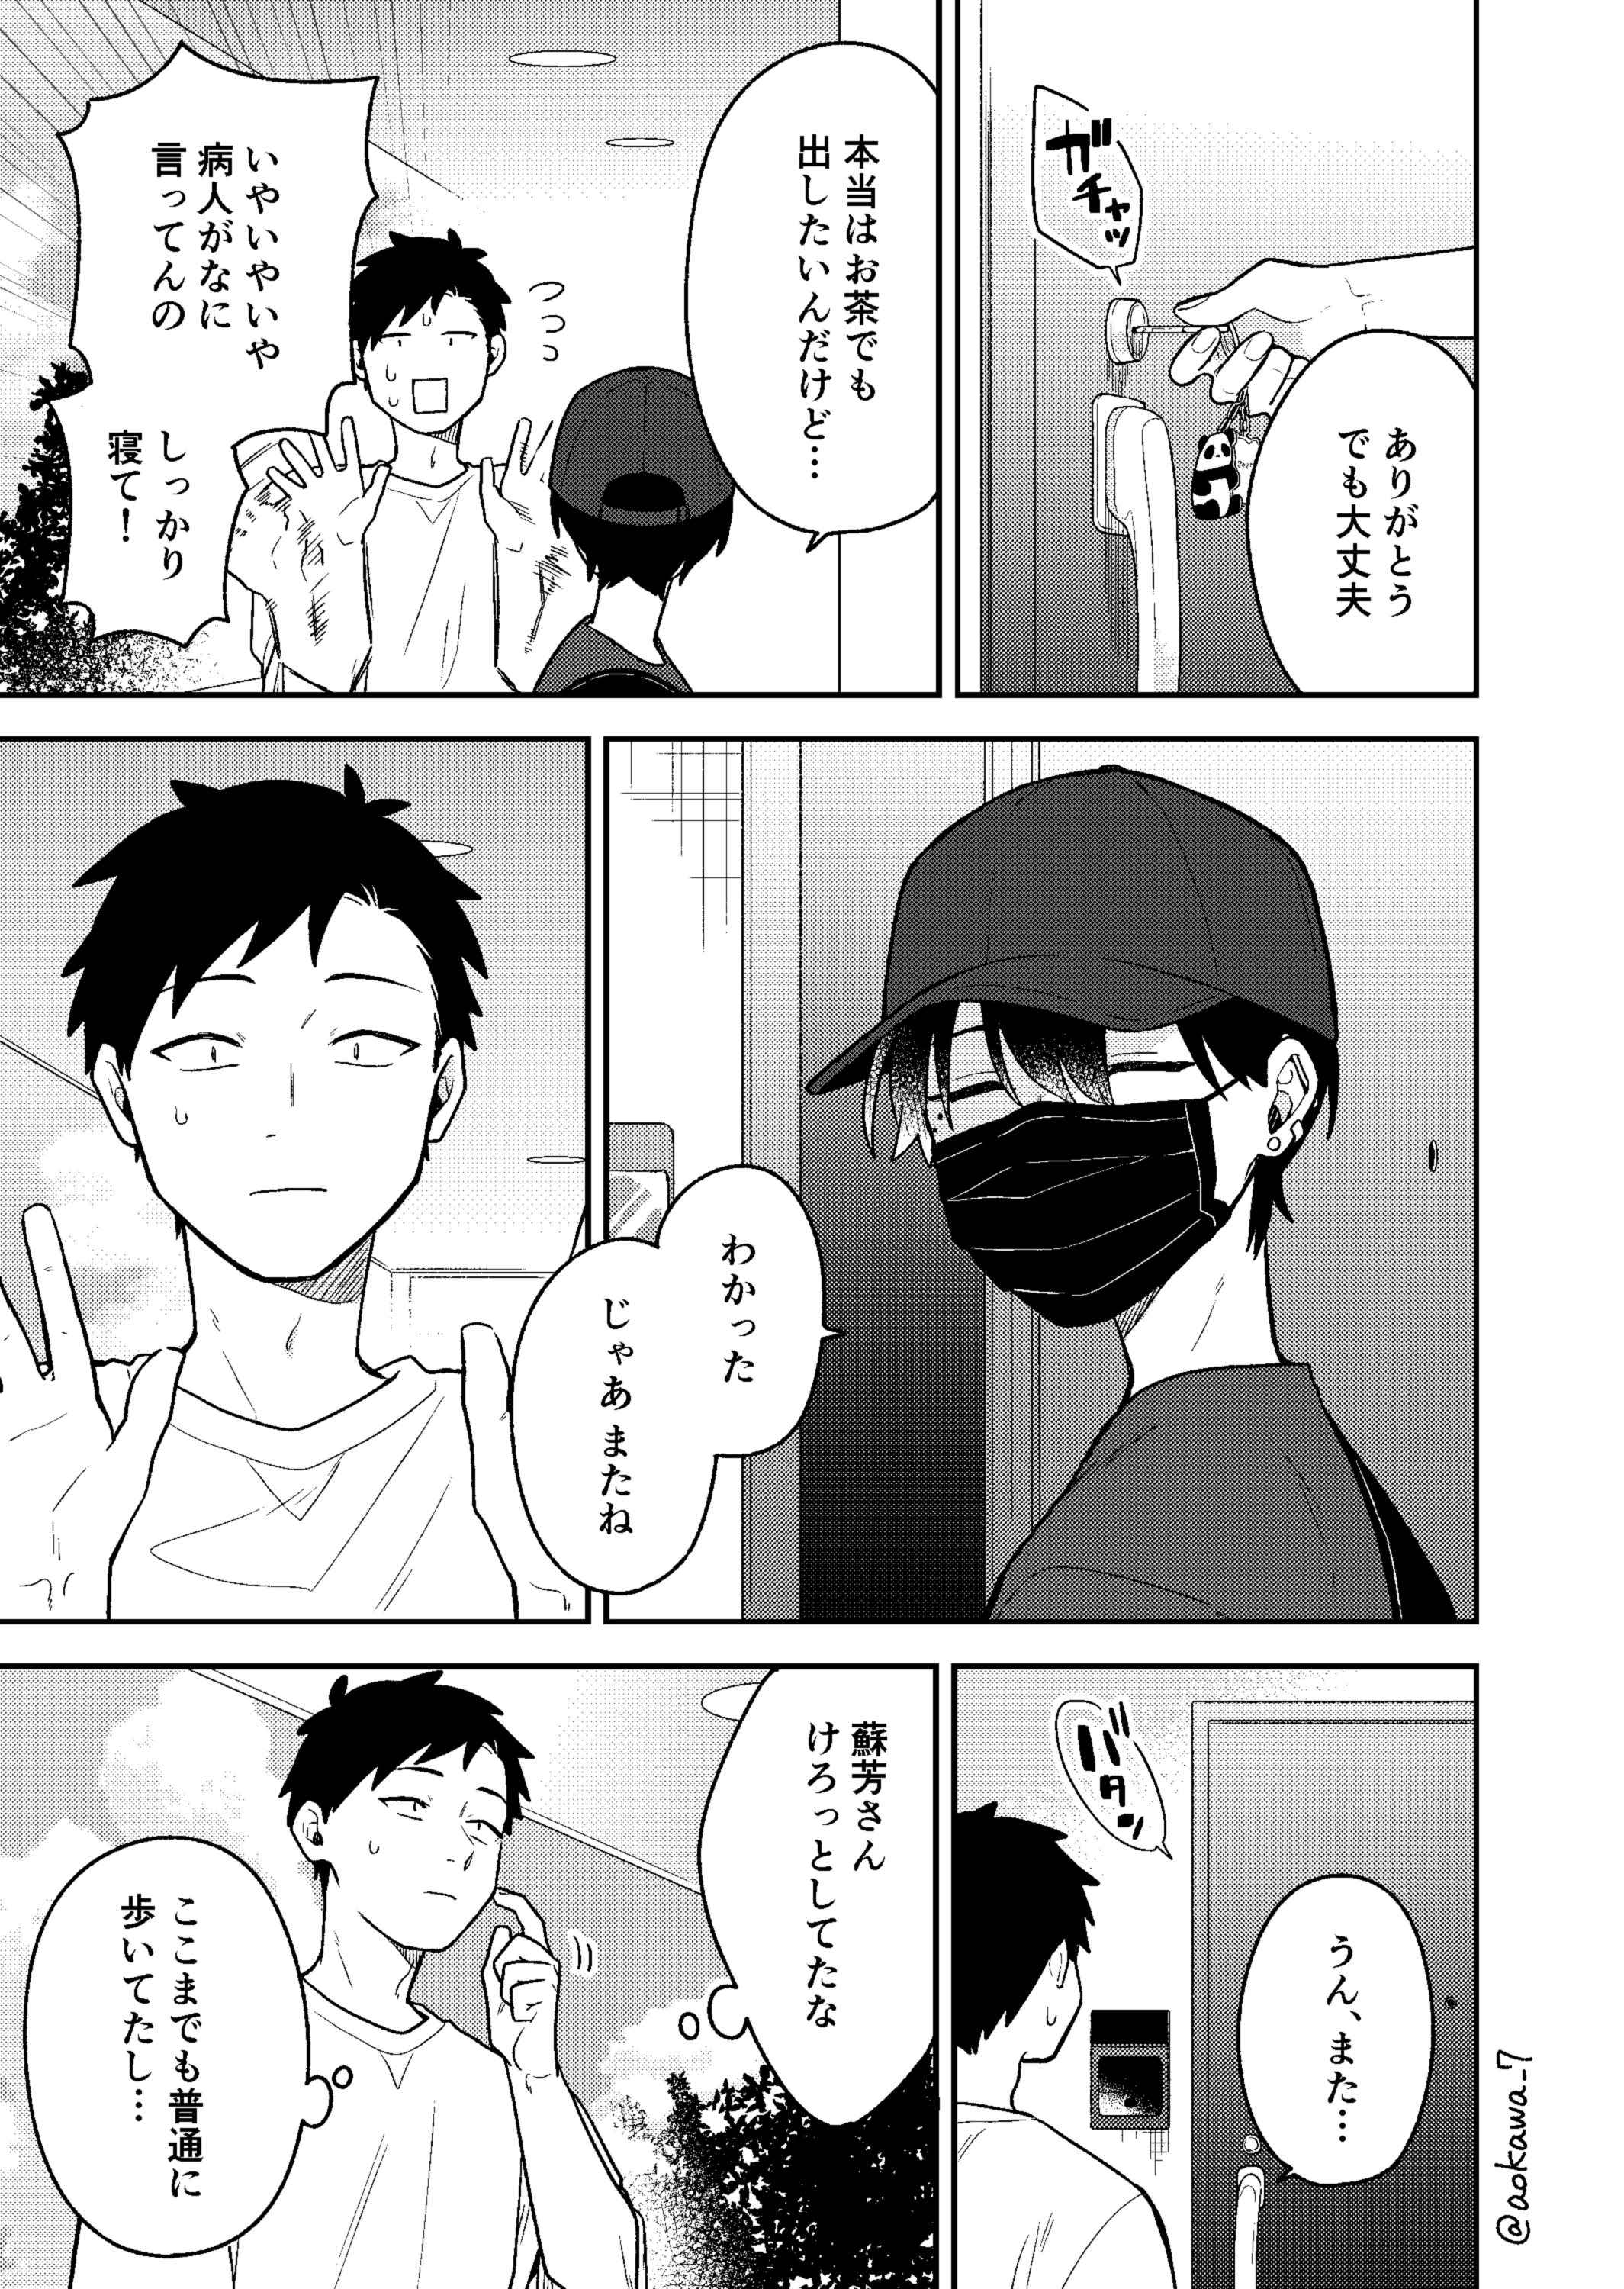 ガチャッ
ありがとう
でも大丈夫
本当はお茶でも
出したいんだけど…
いやいやいや
病人がなに
言ってんの
しっかり
寝て！
わかった
じゃあまたね
バタン
うん、また…
蘇芳さん
けろっとしてたな
ここまでも普通に
歩いてたし…
@aokawa_7